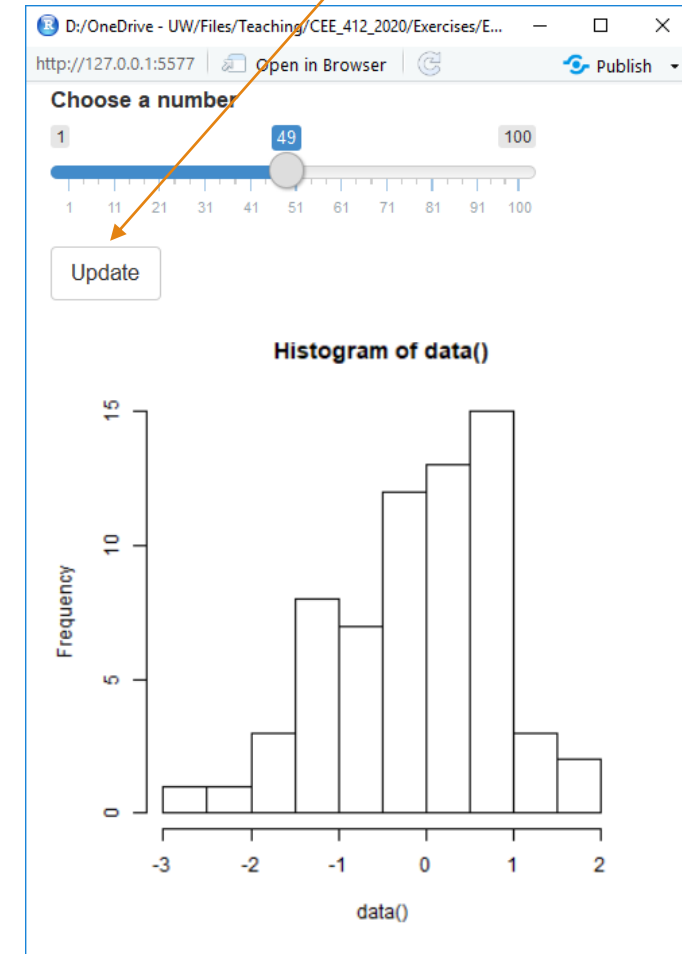 D:/OneDrive - UW/Files/Teaching/CEE_412_2020/Exercises/E...
http://127.0.0.1:5577 Open in Browser Publish
Choose a number
1 49 100
1 11 21 31 41 51 61 71 81 91 100
Update
Histogram of data()
15
10
5
0
Frequency
-3 -2 -1 0 1 2
data()